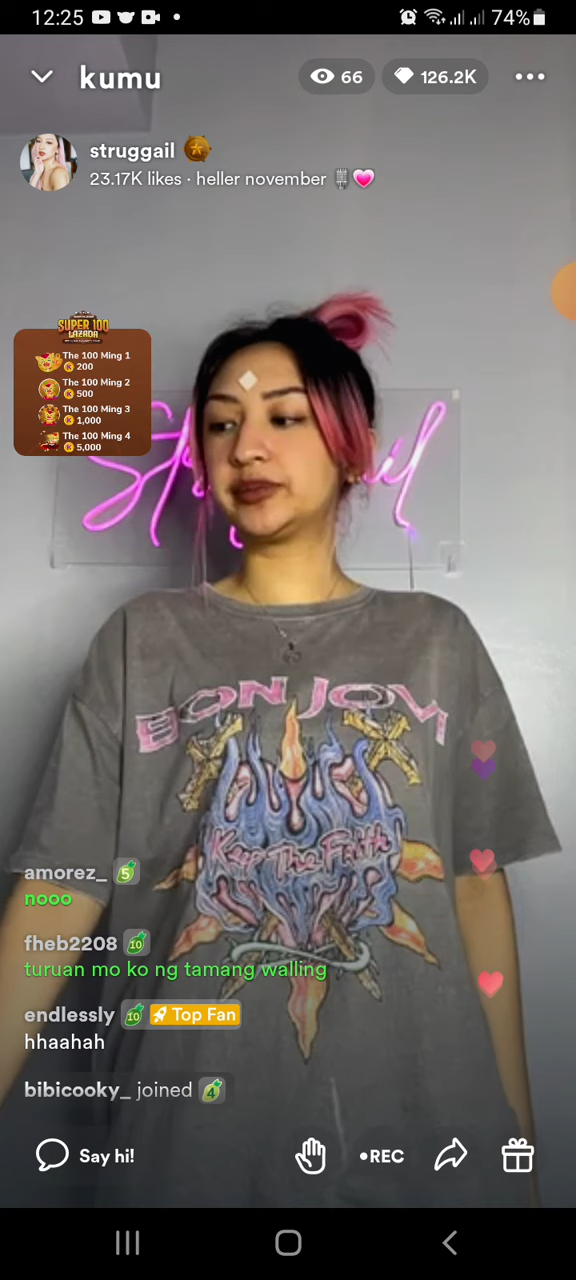 12:25
74%
kumu
66
126.2K
struggail
23.17K likes · heller november
SUPER 100
LAZADA
The 100 Ming 1
200
The 100 Ming 2
500
The 100 Ming 3
1,000
The 100 Ming 4
5,000
BON JOVI
Keep The Faith
amorez_ 5
nooo
fheb2208 10
turuan mo ko ng tamang walling
endlessly 10 Top Fan
hhaahah
bibicooky_ joined 4
Say hi!
•REC